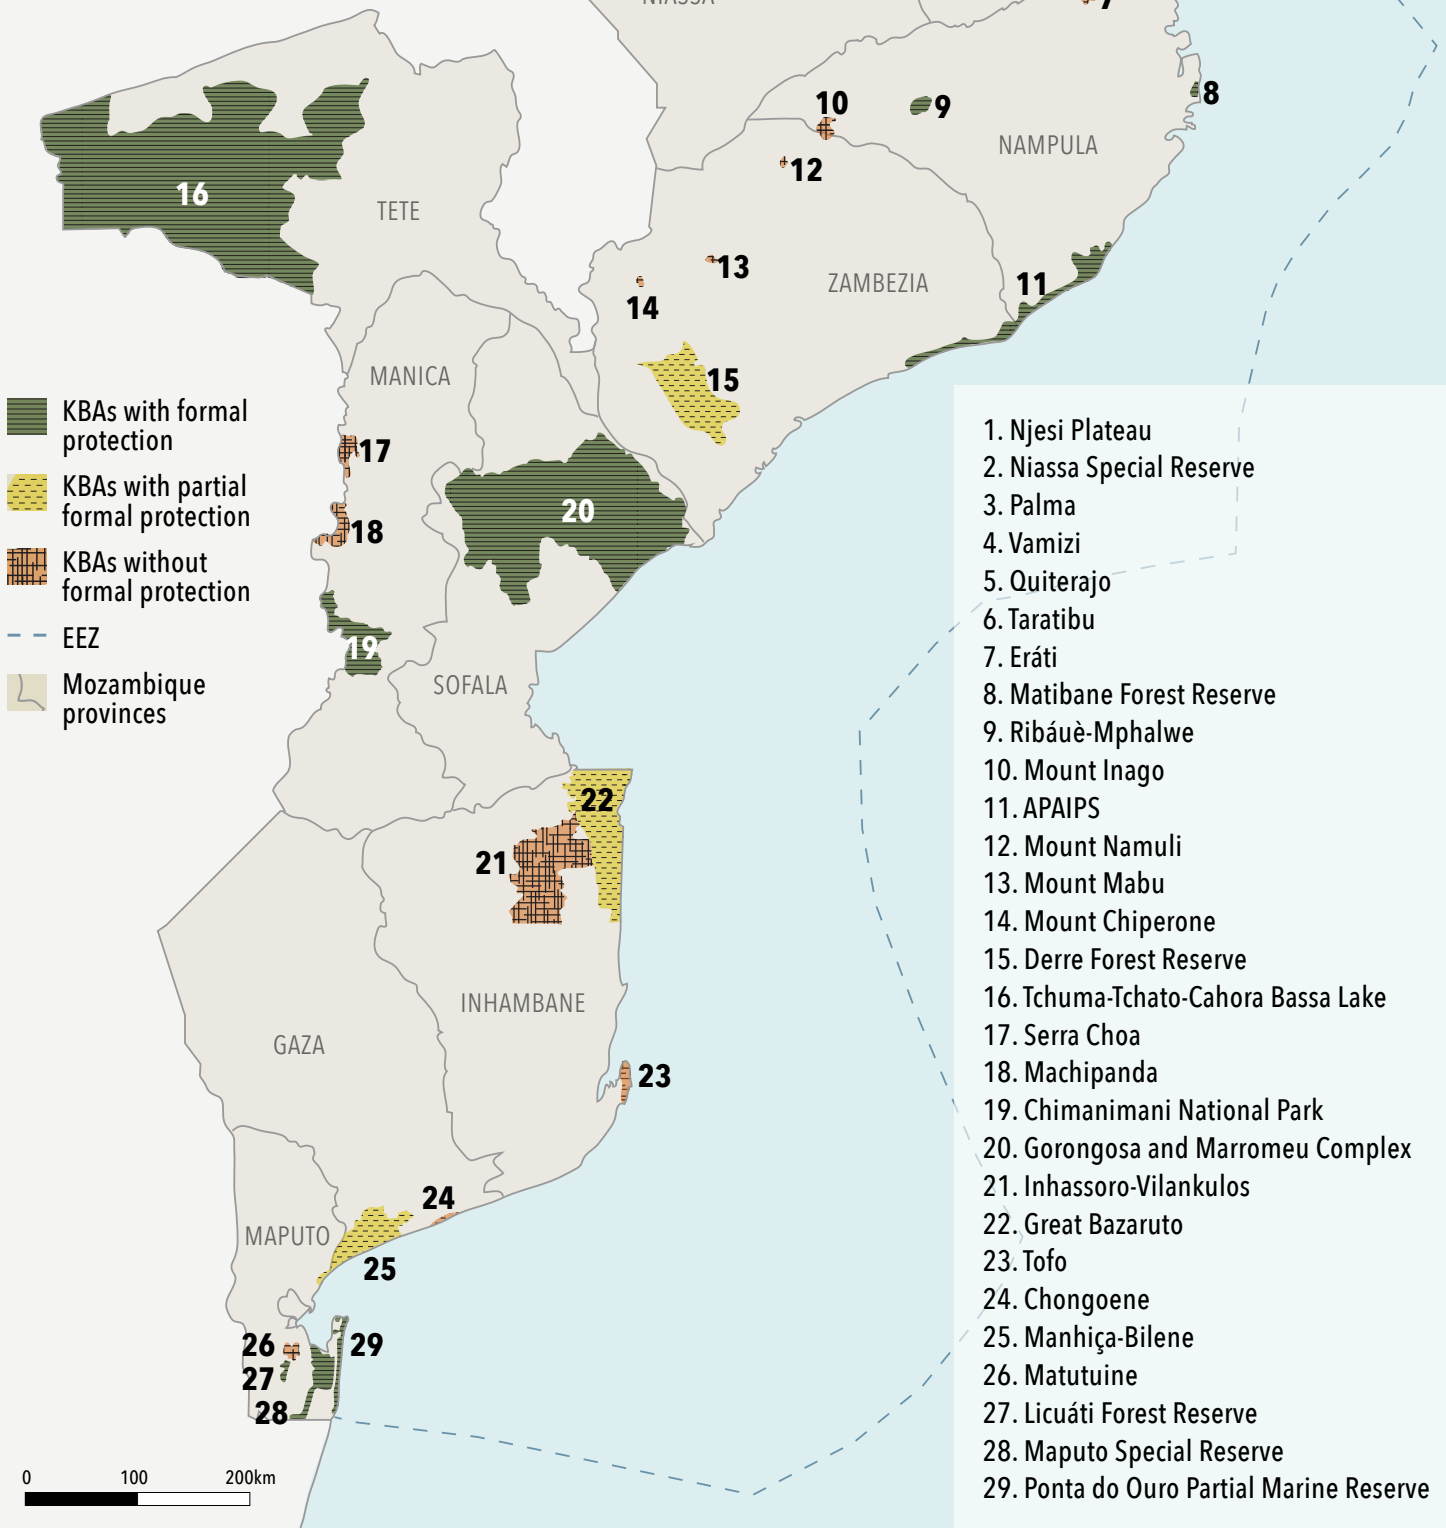 NIASSA
7
8
9
10
NAMPULA
12
16
TETE
13
ZAMBEZIA
11
14
MANICA
15
17
20
18
19
SOFALA
22
21
INHAMBANE
GAZA
23
24
MAPUTO
25
26
29
27
28
KBAs with formal
protection
KBAs with partial
formal protection
KBAs without
formal protection
EEZ
Mozambique
provinces
0 100 200km
1. Njesi Plateau
2. Niassa Special Reserve
3. Palma
4. Vamizi
5. Quiterajo
6. Taratibu
7. Eráti
8. Matibane Forest Reserve
9. Ribáuè-Mphalwe
10. Mount Inago
11. APAIPS
12. Mount Namuli
13. Mount Mabu
14. Mount Chiperone
15. Derre Forest Reserve
16. Tchuma-Tchato-Cahora Bassa Lake
17. Serra Choa
18. Machipanda
19. Chimanimani National Park
20. Gorongosa and Marromeu Complex
21. Inhassoro-Vilankulos
22. Great Bazaruto
23. Tofo
24. Chongoene
25. Manhiça-Bilene
26. Matutuine
27. Licuáti Forest Reserve
28. Maputo Special Reserve
29. Ponta do Ouro Partial Marine Reserve